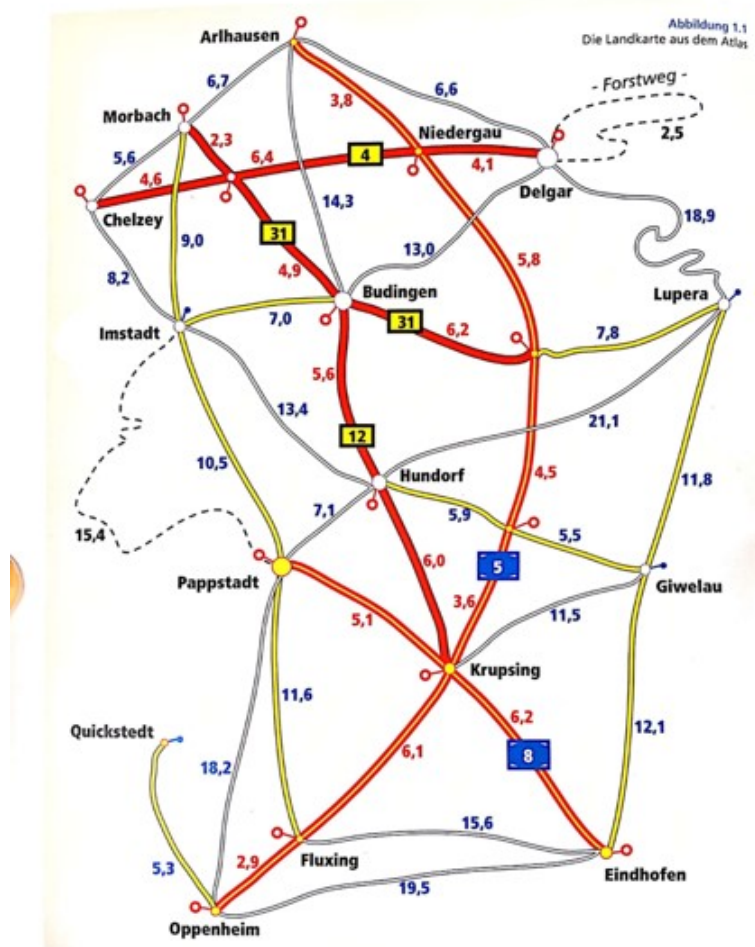 Abbildung 1.1
Die Landkarte aus dem Atlas
Arlhausen
6,7
3,8
6,6
- Forstweg -
2,5
Morbach
Niedergau
2,3
5,6
6,4
4
4,1
4,6
Delgar
Chelzey
14,3
18,9
31
9,0
13,0
5,8
8,2
4,9
Budingen
Lupera
Imstadt
7,0
31
6,2
7,8
5,6
13,4
21,1
12
10,5
Hundorf
4,5
11,8
7,1
5,9
5,5
15,4
6,0
5
Pappstadt
Giwelau
3,6
5,1
11,5
Krupsing
11,6
6,2
12,1
Quickstedt
6,1
8
18,2
15,6
Fluxing
5,3
2,9
Eindhofen
19,5
Oppenheim